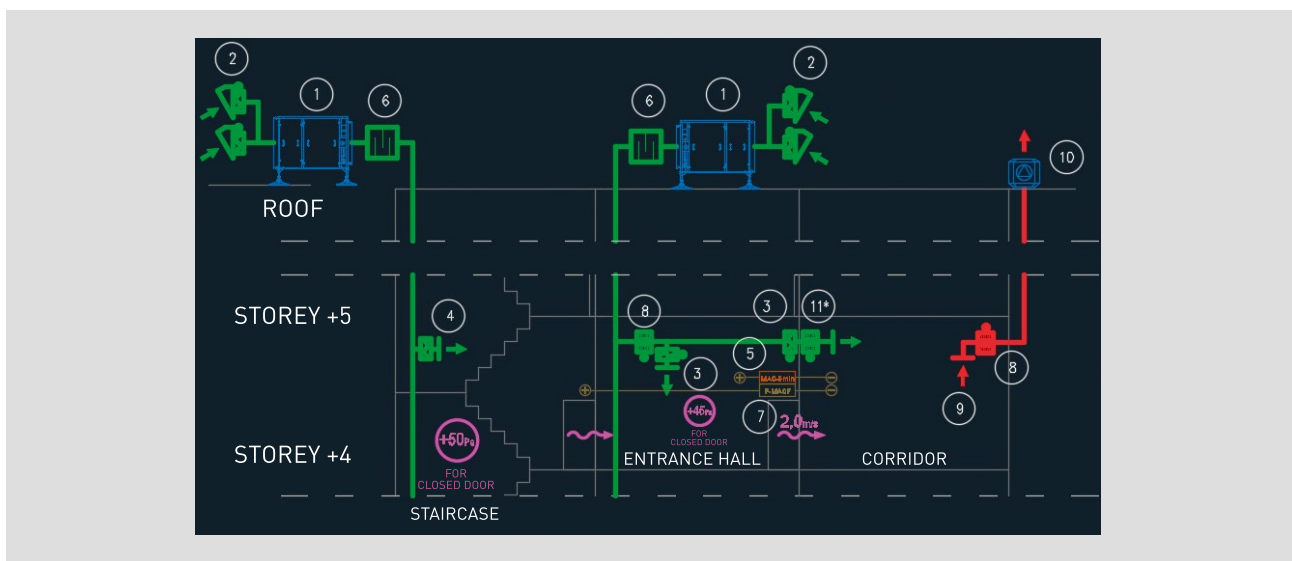 2
1
6
6
1
2
10
ROOF
STOREY +5
4
8
3
11*
5
3
8
9
7
+50Pa
FOR
CLOSED DOOR
+45Pa
FOR
CLOSED DOOR
2,0m/s
STOREY +4
ENTRANCE HALL
CORRIDOR
STAIRCASE